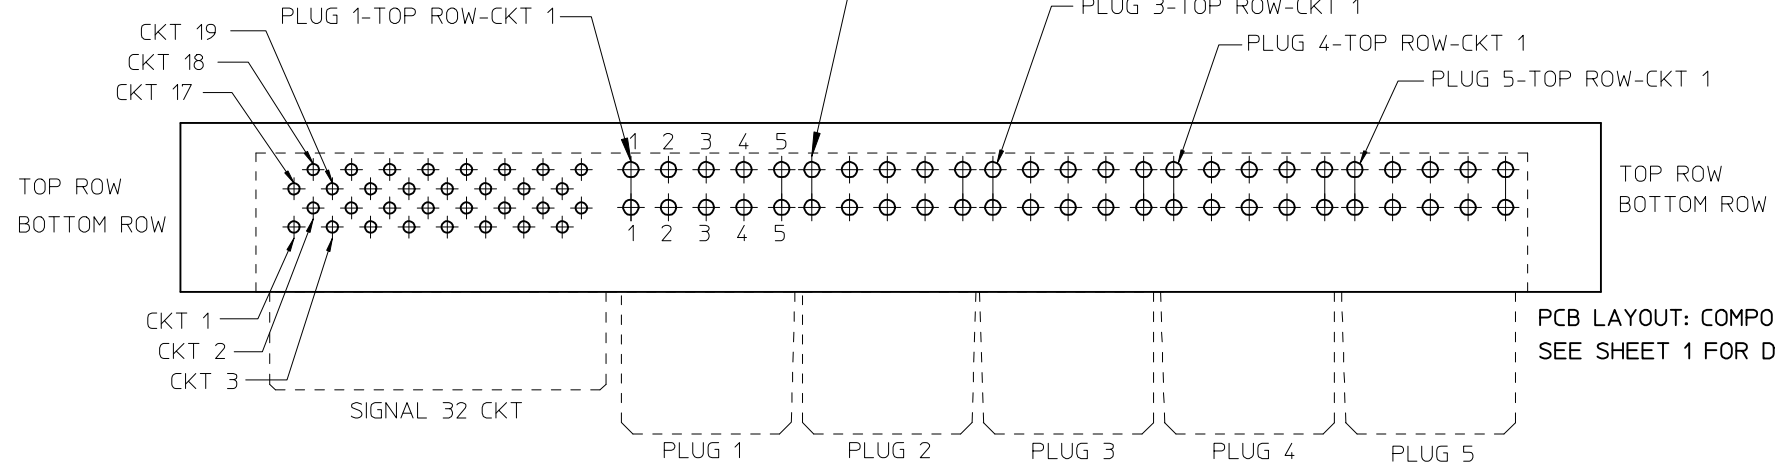 PLUG 1-TOP ROW-CKT 1
PLUG 3-TOP ROW-CKT 1
CKT 19
PLUG 4-TOP ROW-CKT 1
CKT 18
PLUG 5-TOP ROW-CKT 1
CKT 17
1 2 3 4 5
TOP ROW
BOTTOM ROW
TOP ROW
BOTTOM ROW
1 2 3 4 5
CKT 1
CKT 2
CKT 3
PCB LAYOUT: COMPO
SEE SHEET 1 FOR D
SIGNAL 32 CKT
PLUG 1
PLUG 2
PLUG 3
PLUG 4
PLUG 5